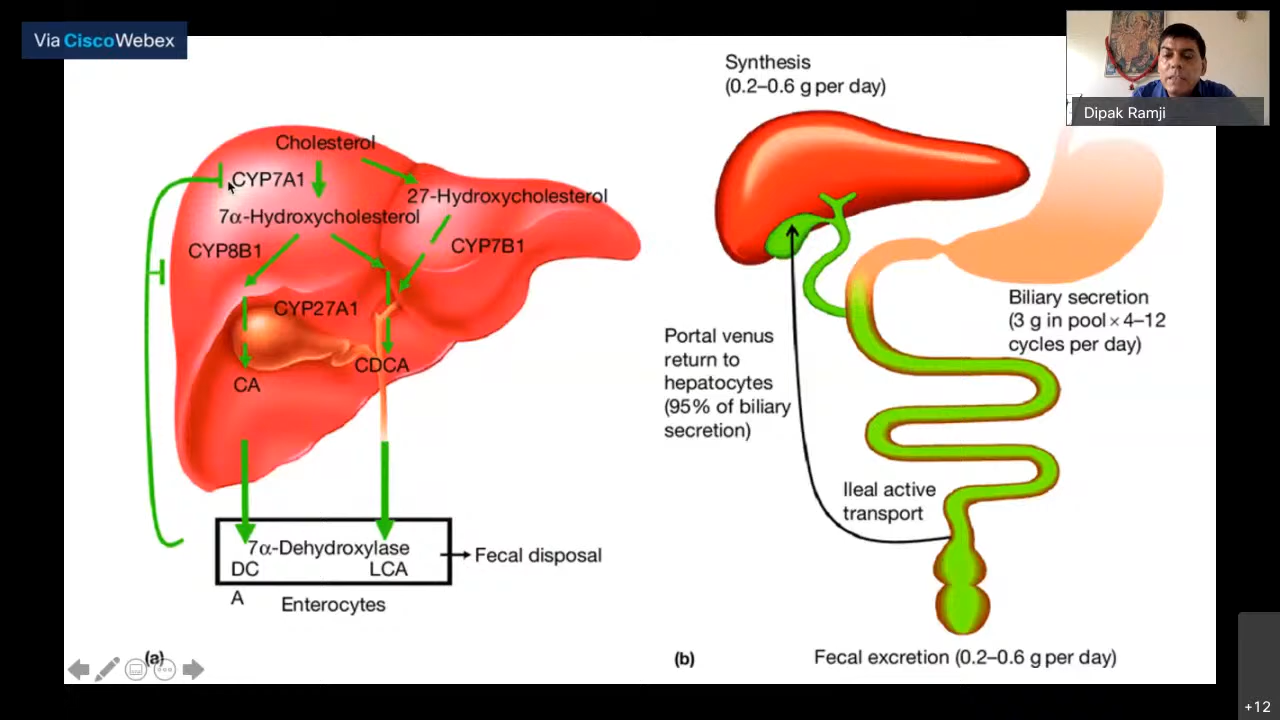 Via Cisco Webex
Dipak Ramji
Cholesterol
CYP7A1
27-Hydroxycholesterol
7α-Hydroxycholesterol
CYP8B1
CYP7B1
CYP27A1
CDCA
CA
7α-Dehydroxylase
DC
LCA
A
Enterocytes
Fecal disposal
(a)
Synthesis
(0.2–0.6 g per day)
Biliary secretion
(3 g in pool × 4–12
cycles per day)
Portal venus
return to
hepatocytes
(95% of biliary
secretion)
Ileal active
transport
(b)
Fecal excretion (0.2–0.6 g per day)
+12